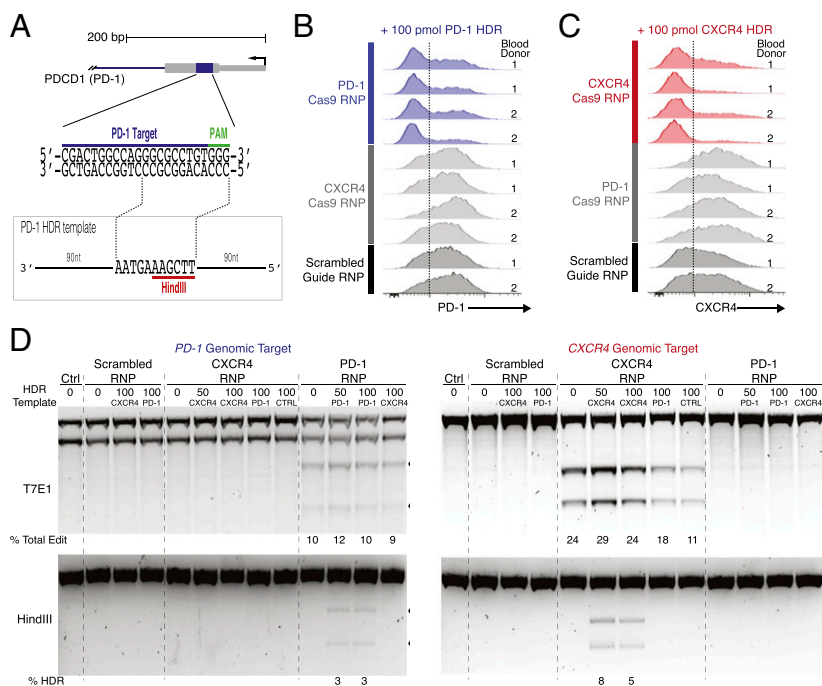 A
200 bp
PDCD1 (PD-1)
PD-1 Target PAM
5'-CGACTGGCCAGGGCGCCTGTGGG-3'
3'-GCTGACCGGTCCCGCGGACACCC-5'
PD-1 HDR template
3' 90nt AATGAAAGCTT 90nt 5'
HindIII
B
+ 100 pmol PD-1 HDR
Blood
Donor
PD-1
Cas9 RNP
1
1
2
2
CXCR4
Cas9 RNP
1
1
2
2
Scrambled
Guide RNP
1
2
PD-1
C
+ 100 pmol CXCR4 HDR
Blood
Donor
CXCR4
Cas9 RNP
1
1
2
2
PD-1
Cas9 RNP
1
1
2
2
Scrambled
Guide RNP
1
2
CXCR4
D
PD-1 Genomic Target
Ctrl Scrambled RNP CXCR4 RNP PD-1 RNP
HDR Template
0 0 100 100 0 50 100 100 100 0 50 100 100
CXCR4 PD-1 CXCR4 CXCR4 PD-1 CTRL PD-1 PD-1 CXCR4
T7E1
% Total Edit 10 12 10 9
HindIII
% HDR 3 3
CXCR4 Genomic Target
Ctrl Scrambled RNP CXCR4 RNP PD-1 RNP
0 0 100 100 0 50 100 100 100 0 50 100 100
CXCR4 PD-1 CXCR4 CXCR4 PD-1 CTRL PD-1 PD-1 CXCR4
24 29 24 18 11
8 5